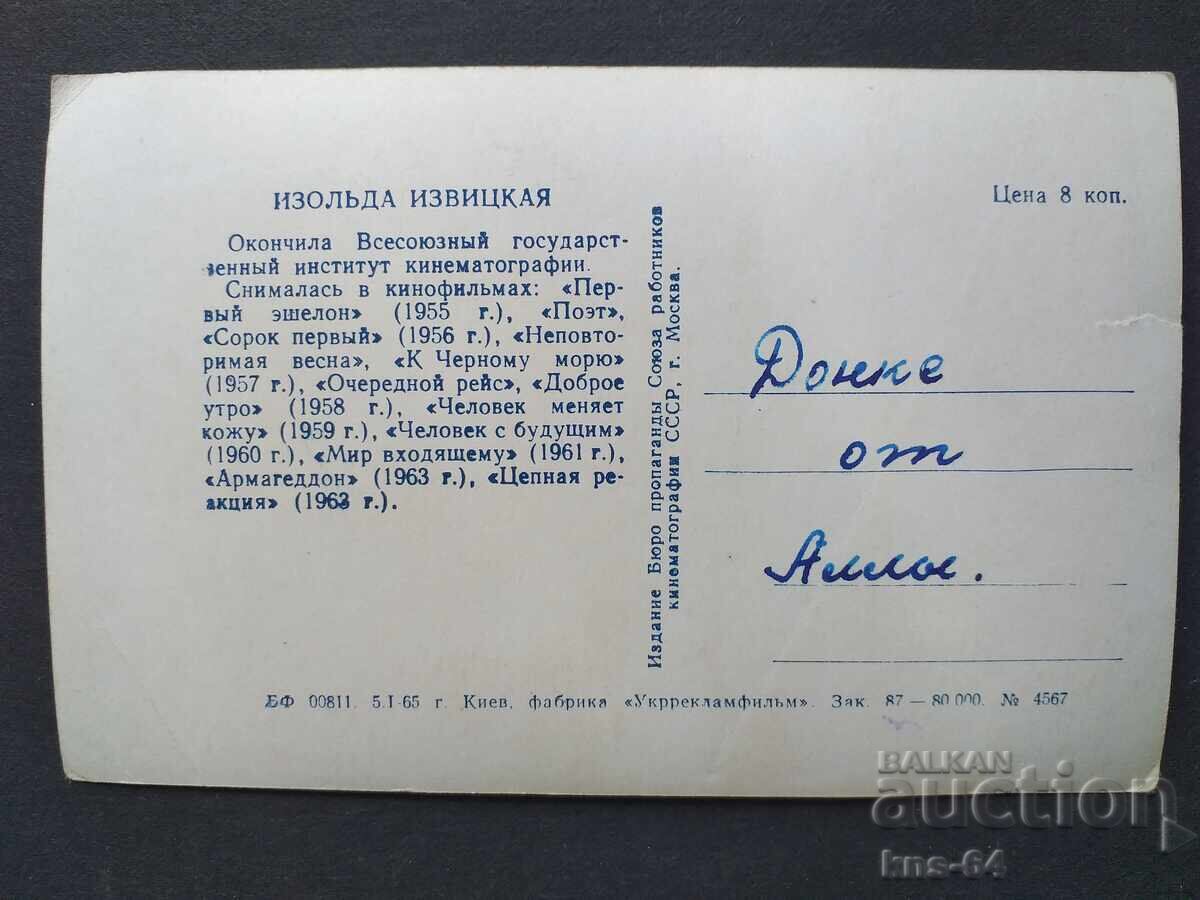 ИЗОЛЬДА ИЗВИЦКАЯ
Окончила Всесоюзный государст-
венный институт кинематографии.
Снималась в кинофильмах: «Пер-
вый эшелон» (1955 г.), «Поэт»,
«Сорок первый» (1956 г.), «Неповто-
римая весна», «К Черному морю»
(1957 г.), «Очередной рейс», «Доброе
утро» (1958 г.), «Человек меняет
кожу» (1959 г.), «Человек с будущим»
(1960 г.), «Мир входящему» (1961 г.),
«Армагеддон» (1963 г.), «Цепная ре-
акция» (1963 г.).
Издание Бюро пропаганды Союза работников
кинематографии СССР, г. Москва.
Цена 8 коп.
Донке
от
Аллы.
БФ 00811. 5.I-65 г. Киев, фабрика «Укррекламфильм». Зак. 87 — 80 000. № 4567
BALKAN
auction
kns-64